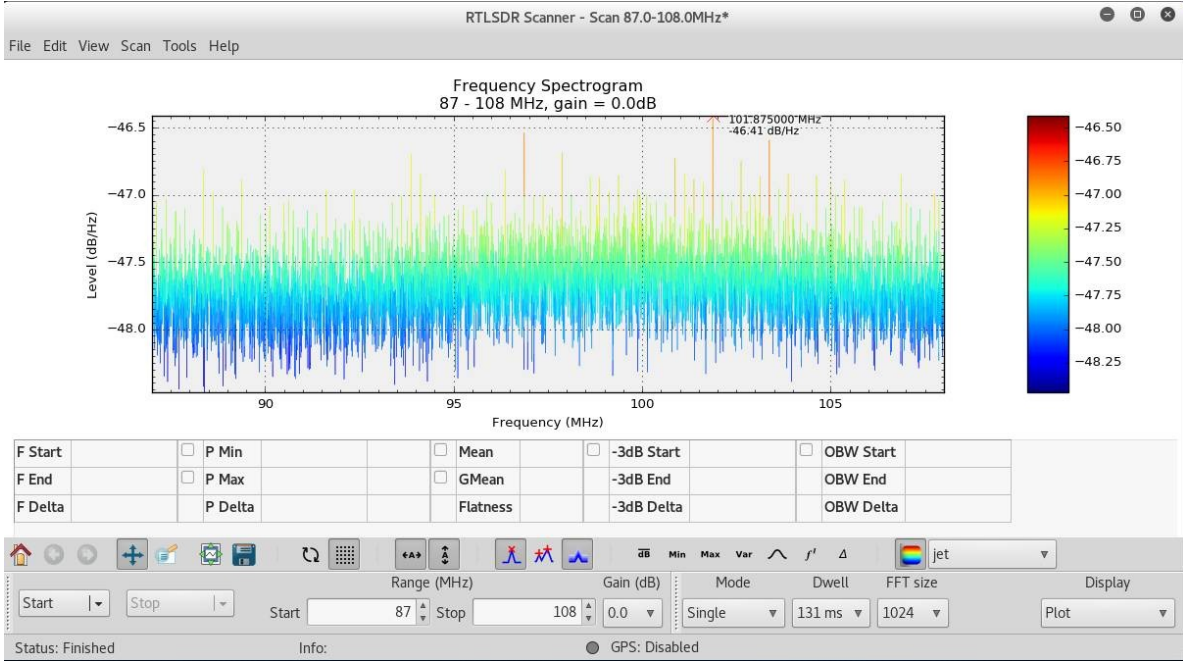 RTLSDR Scanner - Scan 87.0-108.0MHz*
File Edit View Scan Tools Help
Frequency Spectrogram
87 - 108 MHz, gain = 0.0dB
101.875000 MHz
-46.41 dB/Hz
Level (dB/Hz)
−46.5
−47.0
−47.5
−48.0
90 95 100 105
Frequency (MHz)
−46.50
−46.75
−47.00
−47.25
−47.50
−47.75
−48.00
−48.25
F Start P Min Mean -3dB Start OBW Start
F End P Max GMean -3dB End OBW End
F Delta P Delta Flatness -3dB Delta OBW Delta
dB Min Max Var f' Δ jet
Range (MHz) Gain (dB) Mode Dwell FFT size Display
Start Stop Start 87 Stop 108 0.0 Single 131 ms 1024 Plot
Status: Finished Info: GPS: Disabled